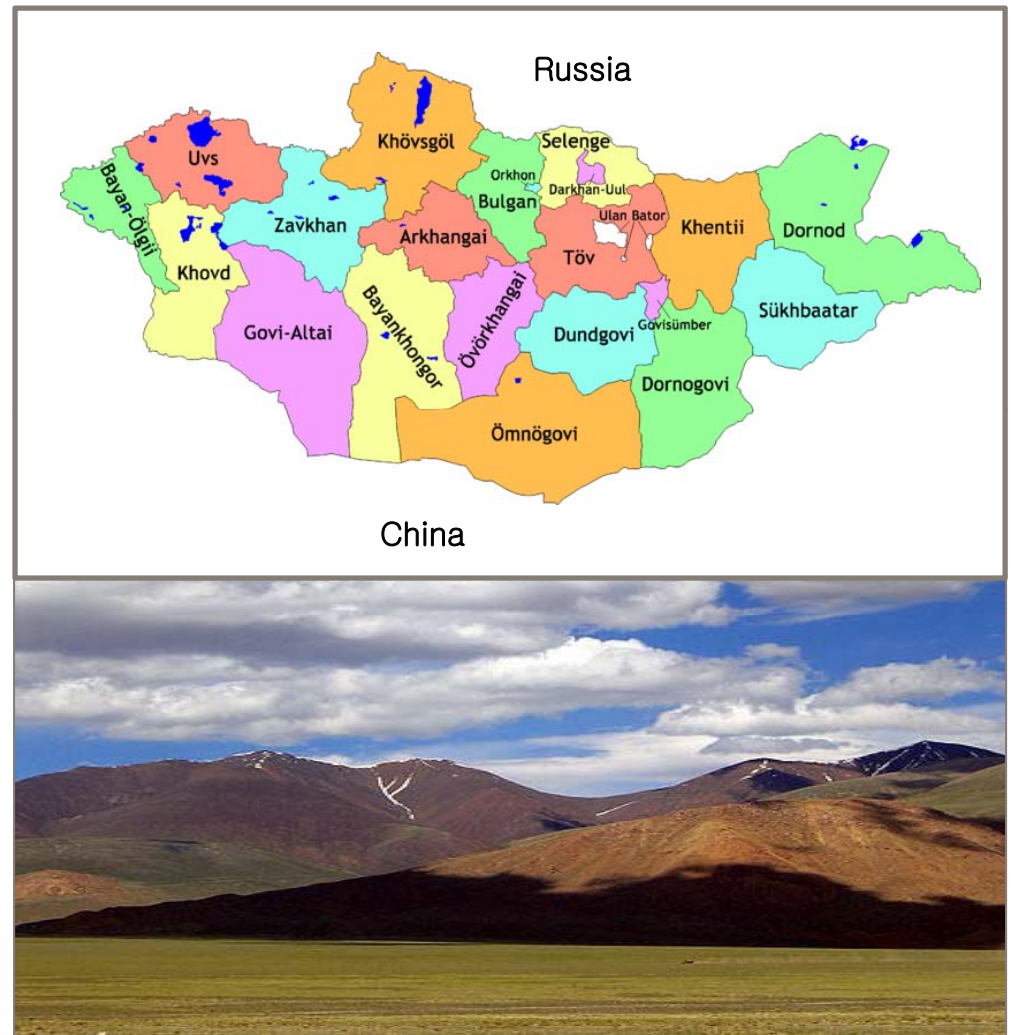 Russia
Khövsgöl
Selenge
Uvs
Orkhon
Darkhan-Uul
Bayan-Ölgii
Bulgan
Ulan Bator
Zavkhan
Arkhangai
Khentii
Dornod
Töv
Khovd
Govi-Altai
Bayankhongor
Övörkhangai
Dundgovi
Govisümber
Sükhbaatar
Dornogovi
Ömnögovi
China